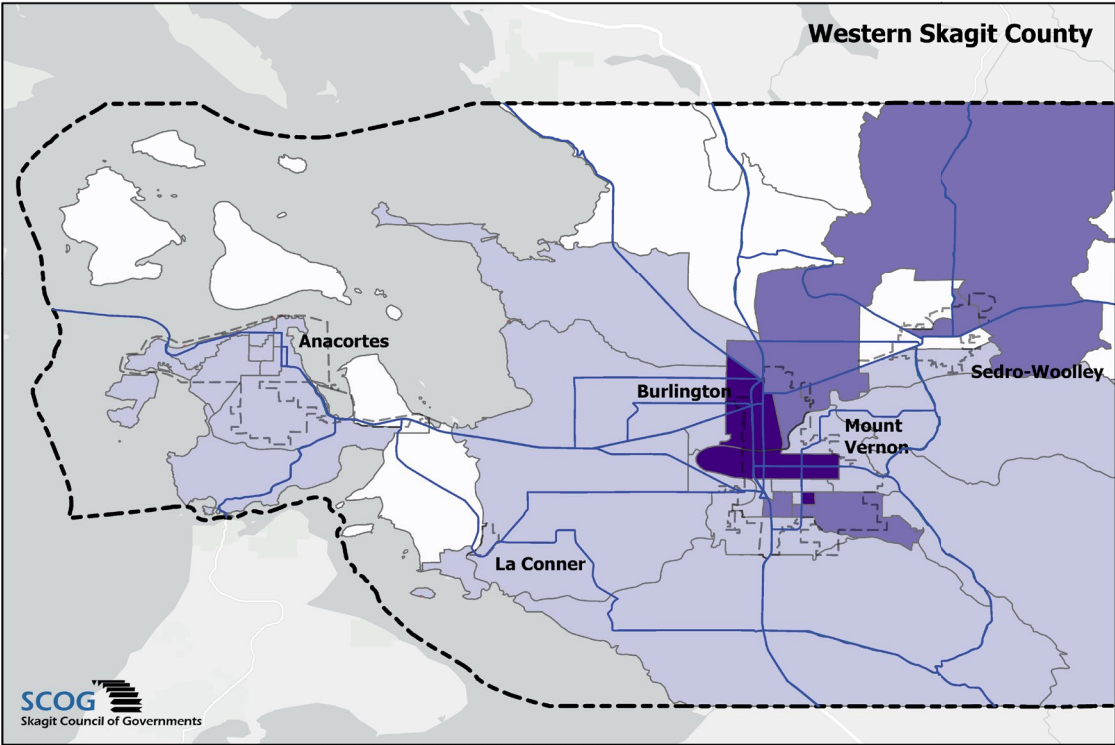 Western Skagit County
Anacortes
Sedro-Woolley
Burlington
Mount
Vernon
La Conner
SCOG
Skagit Council of Governments